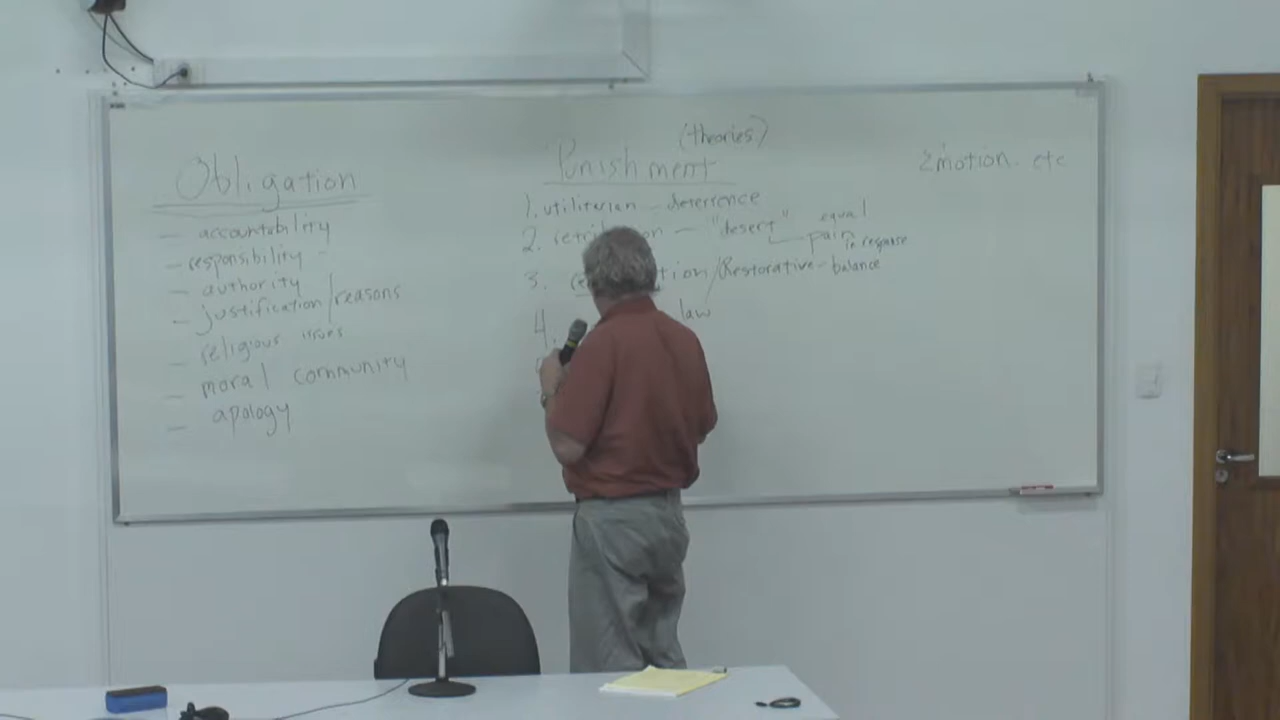 Obligation
— accountability
— responsibility
— authority
— justification/reasons
— religious issues
— moral community
— apology
(theories)
Punishment
1. utilitarian — deterrence
2. — "desert" equal
pain in response
3. /Restorative - balance
4. law
Emotion. etc